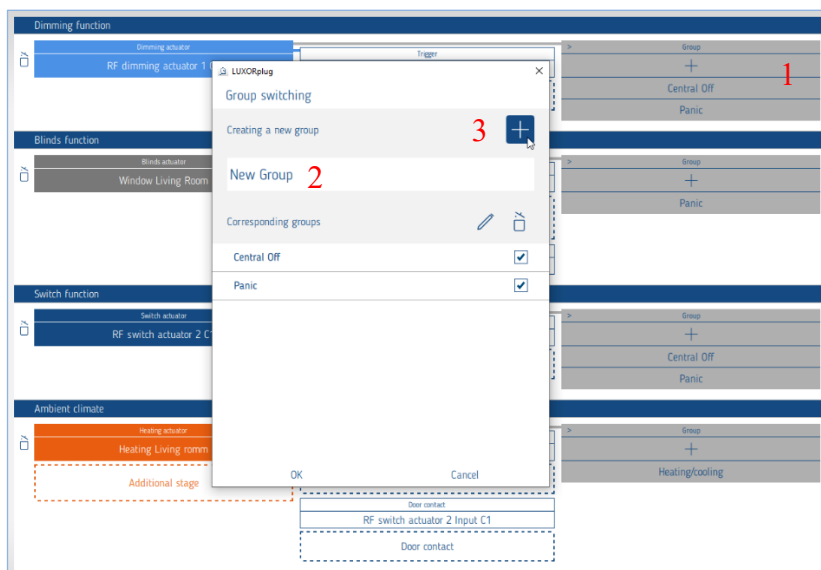 Dimming function
Dimming actuator
RF dimming actuator 1
Trigger
> Group
+
1
Central Off
Panic
LUXORplug
Group switching
Creating a new group
3
+
New Group
2
Corresponding groups
Central Off
Panic
OK
Cancel
Blinds function
Blinds actuator
Window Living Room
> Group
+
Panic
Switch function
Switch actuator
RF switch actuator 2 C1
> Group
+
Central Off
Panic
Ambient climate
Heating actuator
Heating Living romm
Additional stage
> Group
+
Heating/cooling
Door contact
RF switch actuator 2 Input C1
Door contact